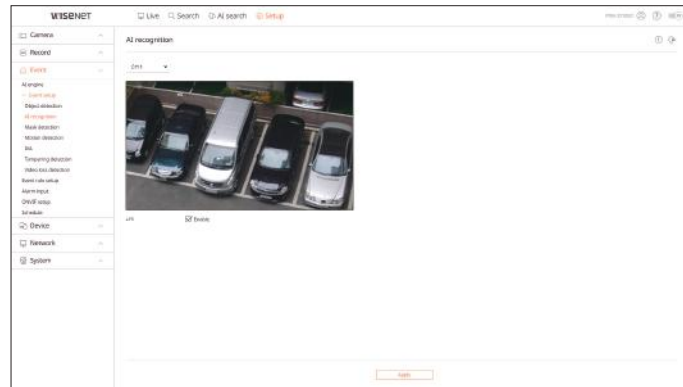 WISENET
Live Search AI search Setup
Camera
Record
Event
AI engine
Event setup
Object detection
AI recognition
Mask detection
Motion detection
Tampering detection
Video loss detection
Event rule setup
Alarm input
ONVIF setup
Schedule
Device
Network
System
AI recognition
Enable
Apply